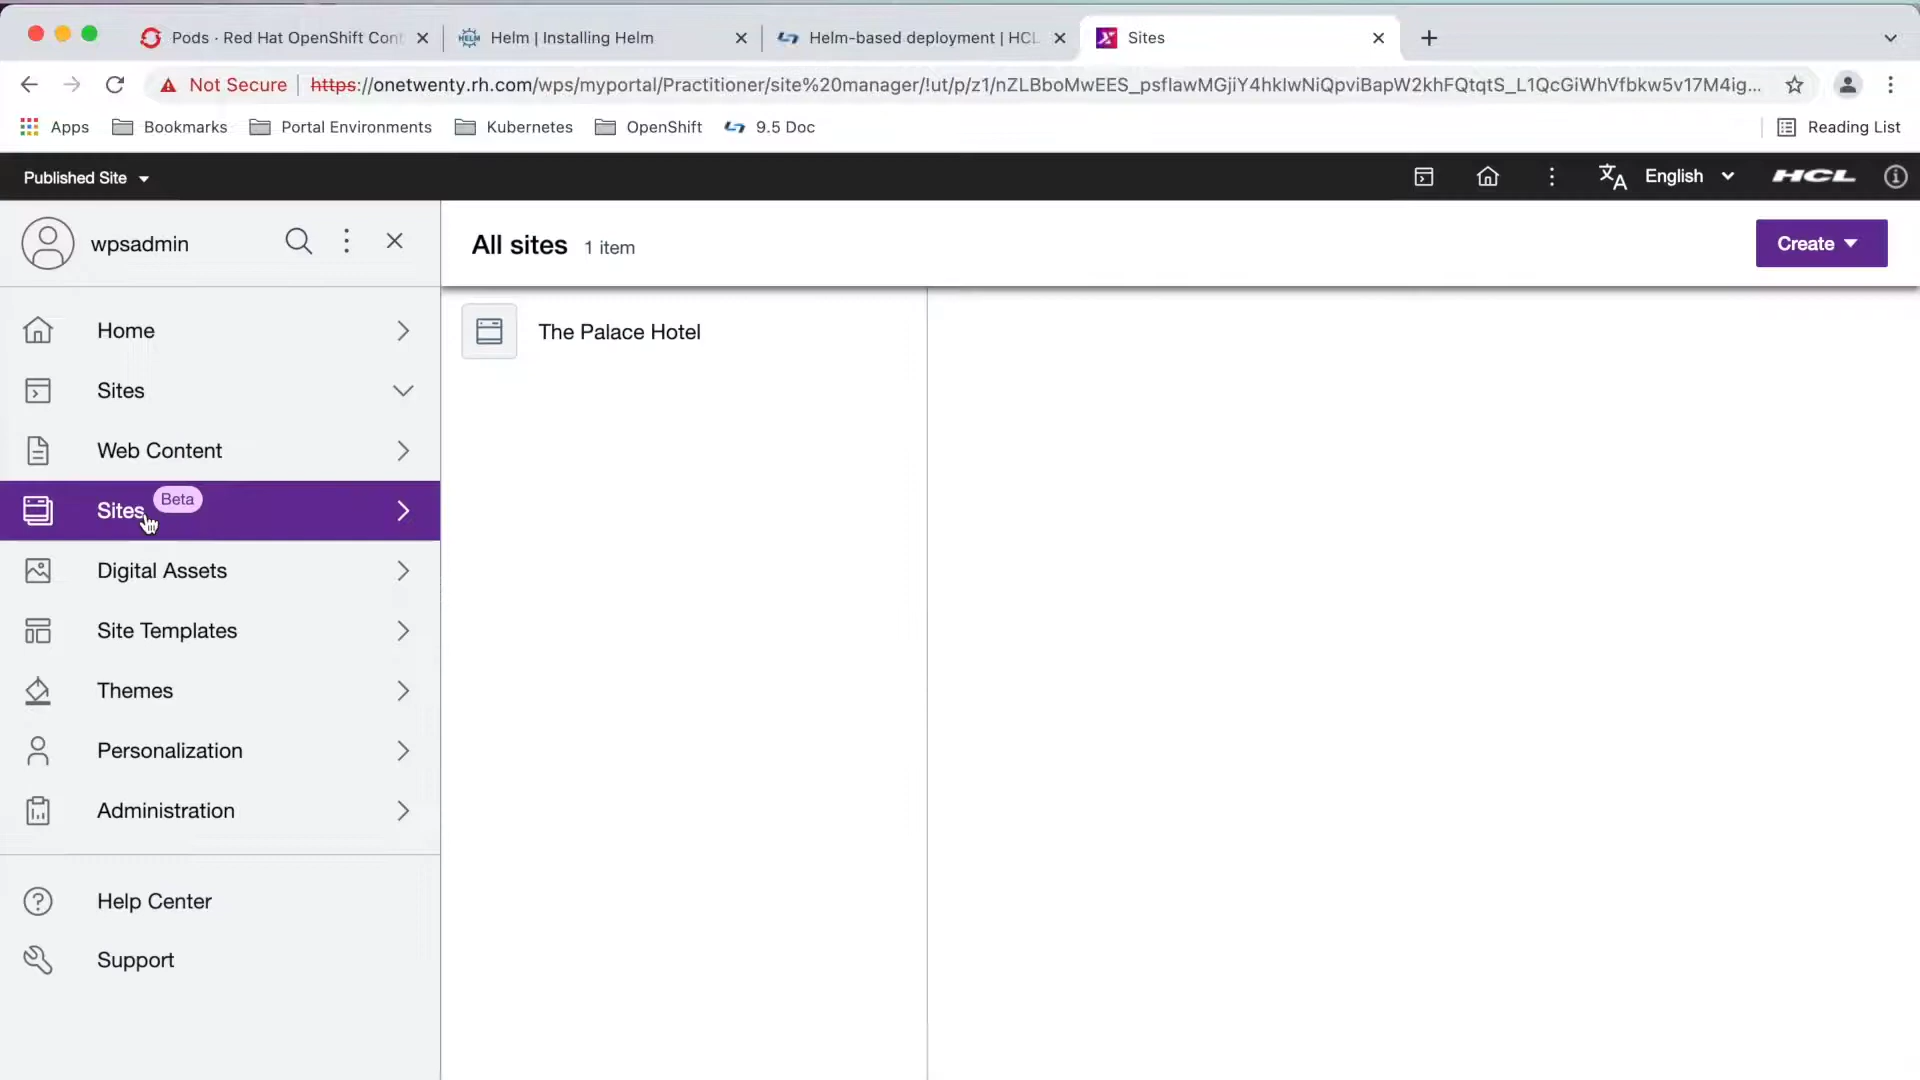 Pods · Red Hat OpenShift Cont
Helm | Installing Helm
Helm-based deployment | HCL
Sites
Not Secure
https://onetwenty.rh.com/wps/myportal/Practitioner/site%20manager/!ut/p/z1/nZLBboMwEES_psflawMGjiY4hklwNiQpviBapW2khFQtqtS_L1QcGiWhVfbkw5v17M4ig...
Apps
Bookmarks
Portal Environments
Kubernetes
OpenShift
9.5 Doc
Reading List
Published Site
English
HCL
wpsadmin
All sites 1 item
Create
Home
The Palace Hotel
Sites
Web Content
Sites Beta
Digital Assets
Site Templates
Themes
Personalization
Administration
Help Center
Support